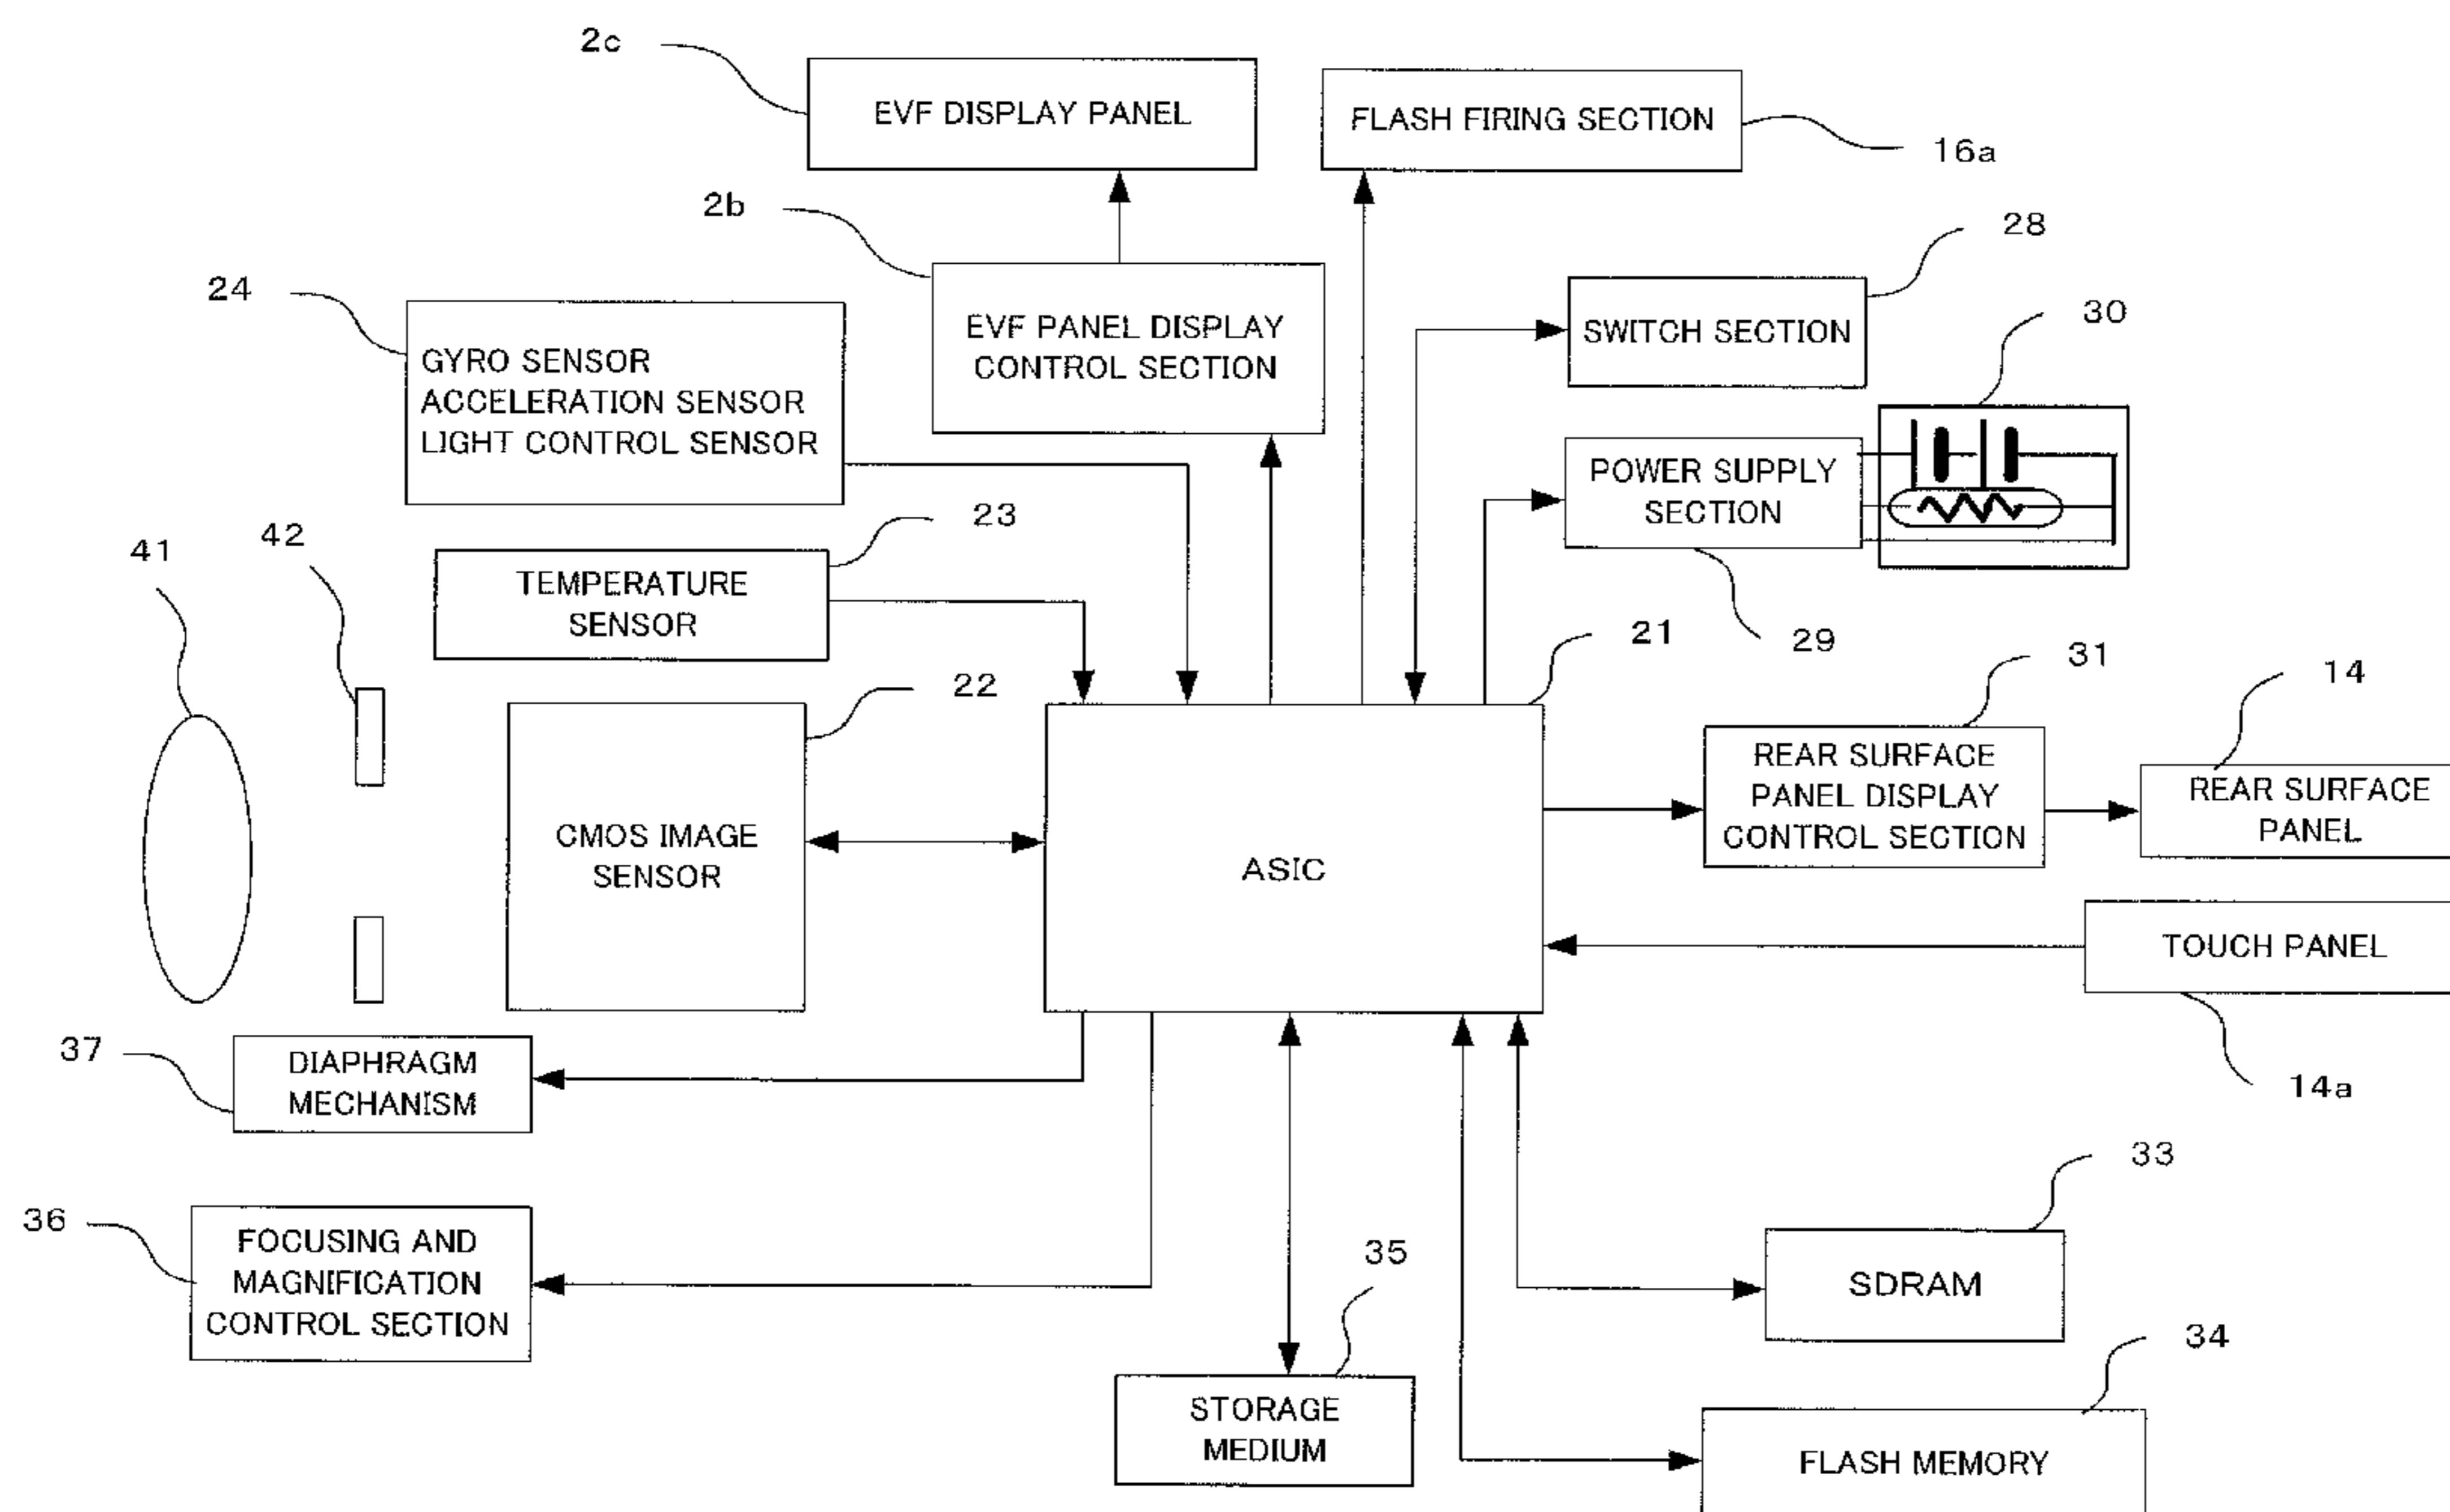 2c
EVF DISPLAY PANEL
FLASH FIRING SECTION
16a
2b
28
24
EVF PANEL DISPLAY
CONTROL SECTION
SWITCH SECTION
30
GYRO SENSOR
ACCELERATION SENSOR
LIGHT CONTROL SENSOR
POWER SUPPLY
SECTION
23
42
41
TEMPERATURE
SENSOR
29
21
31
14
22
REAR SURFACE
PANEL DISPLAY
CONTROL SECTION
REAR SURFACE
PANEL
CMOS IMAGE
SENSOR
ASIC
TOUCH PANEL
14a
37
DIAPHRAGM
MECHANISM
33
36
FOCUSING AND
MAGNIFICATION
CONTROL SECTION
35
SDRAM
34
STORAGE
MEDIUM
FLASH MEMORY